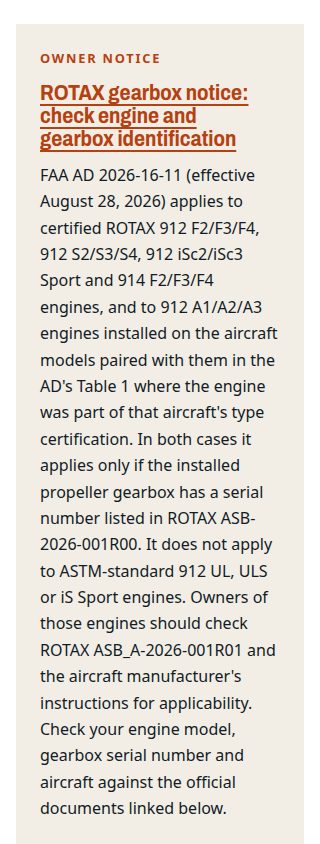 OWNER NOTICE
ROTAX gearbox notice:
check engine and
gearbox identification
FAA AD 2026-16-11 (effective
August 28, 2026) applies to
certified ROTAX 912 F2/F3/F4,
912 S2/S3/S4, 912 iSc2/iSc3
Sport and 914 F2/F3/F4
engines, and to 912 A1/A2/A3
engines installed on the aircraft
models paired with them in the
AD's Table 1 where the engine
was part of that aircraft's type
certification. In both cases it
applies only if the installed
propeller gearbox has a serial
number listed in ROTAX ASB-
2026-001R00. It does not apply
to ASTM-standard 912 UL, ULS
or iS Sport engines. Owners of
those engines should check
ROTAX ASB_A-2026-001R01 and
the aircraft manufacturer's
instructions for applicability.
Check your engine model,
gearbox serial number and
aircraft against the official
documents linked below.